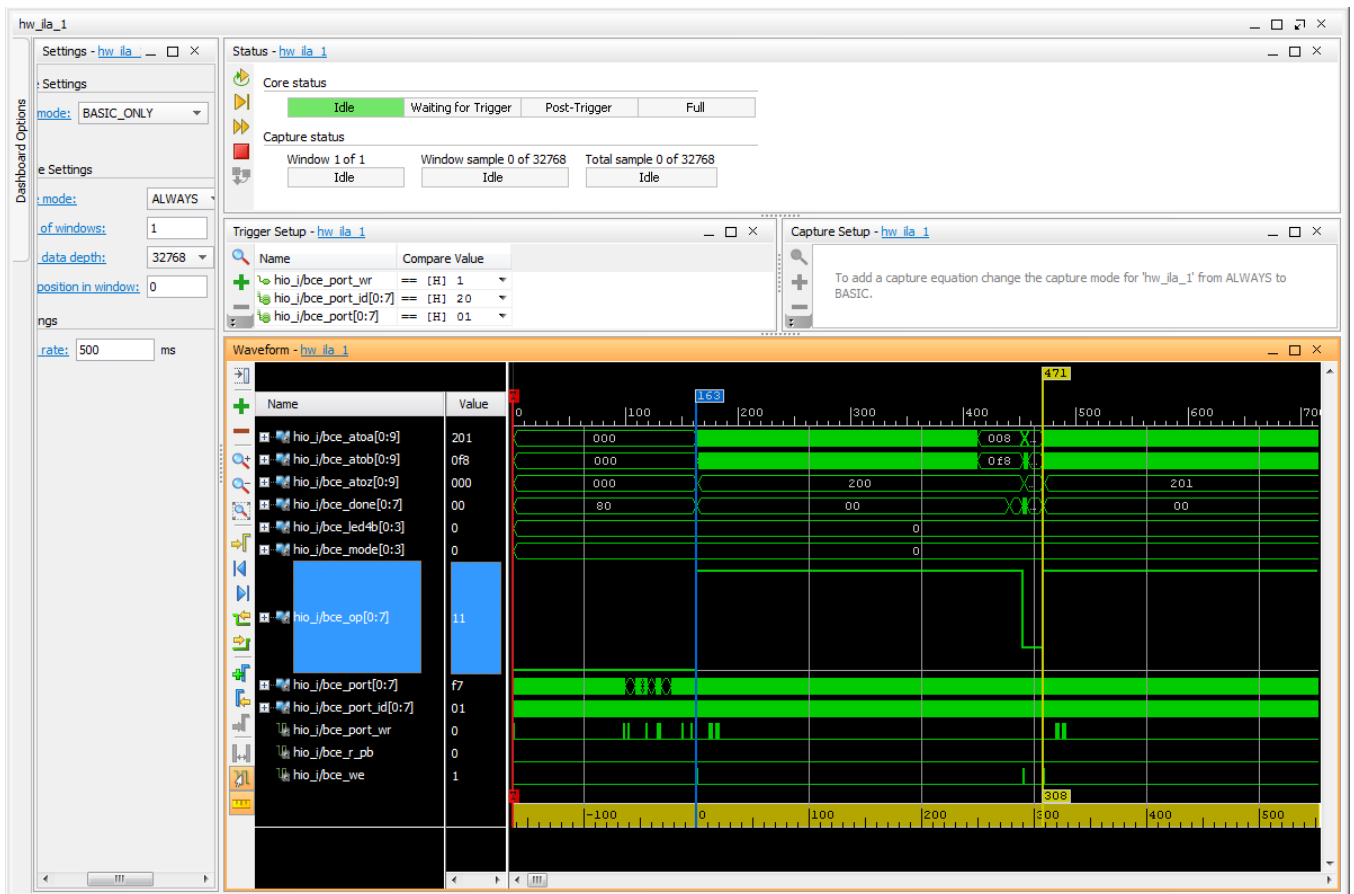 hw_ila_1
Dashboard Options
Settings - hw_ila_
: Settings
mode: BASIC_ONLY
e Settings
: mode: ALWAYS
of windows: 1
data depth: 32768
position in window: 0
ngs
rate: 500 ms
Status - hw_ila_1
Core status
Idle Waiting for Trigger Post-Trigger Full
Capture status
Window 1 of 1 Window sample 0 of 32768 Total sample 0 of 32768
Idle Idle Idle
Trigger Setup - hw_ila_1
Name Compare Value
hio_i/bce_port_wr == [H] 1
hio_i/bce_port_id[0:7] == [H] 20
hio_i/bce_port[0:7] == [H] 01
Capture Setup - hw_ila_1
To add a capture equation change the capture mode for 'hw_ila_1' from ALWAYS to
BASIC.
Waveform - hw_ila_1
471
163
Name Value
0 100 200 300 400 500 600 700
hio_i/bce_atoa[0:9] 201 000 008
hio_i/bce_atob[0:9] 0f8 000 0f8
hio_i/bce_atoz[0:9] 000 000 200 201
hio_i/bce_done[0:7] 00 80 00 00
hio_i/bce_led4b[0:3] 0 0
hio_i/bce_mode[0:3] 0 0
hio_i/bce_op[0:7] 11
hio_i/bce_port[0:7] f7
hio_i/bce_port_id[0:7] 01
hio_i/bce_port_wr 0
hio_i/bce_r_pb 0
hio_i/bce_we 1
308
-100 0 100 200 300 400 500